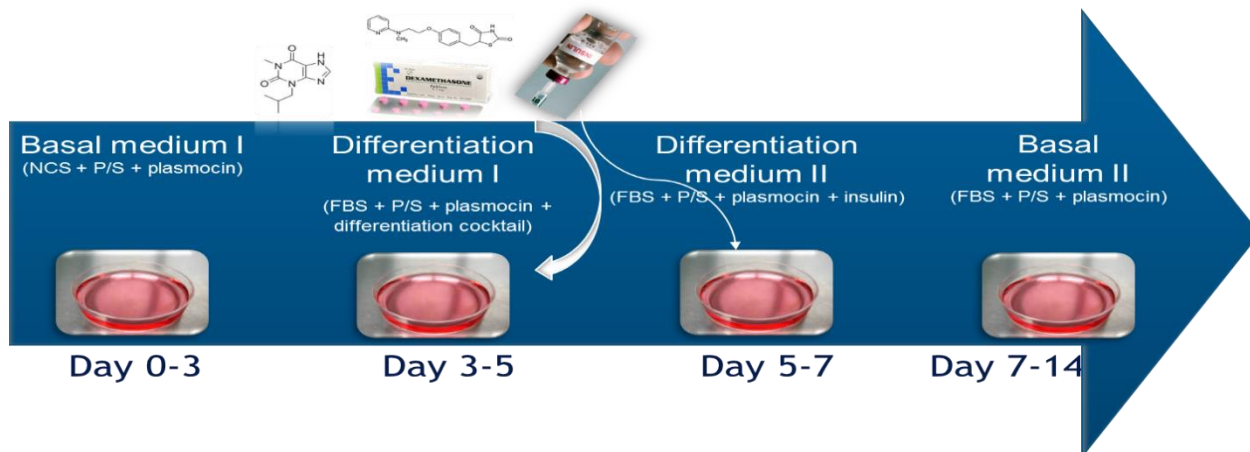 DEXAMETHASONE
INSULIN
Basal medium I
(NCS + P/S + plasmocin)
Differentiation
medium I
(FBS + P/S + plasmocin +
differentiation cocktail)
Differentiation
medium II
(FBS + P/S + plasmocin + insulin)
Basal
medium II
(FBS + P/S + plasmocin)
Day 0-3
Day 3-5
Day 5-7
Day 7-14